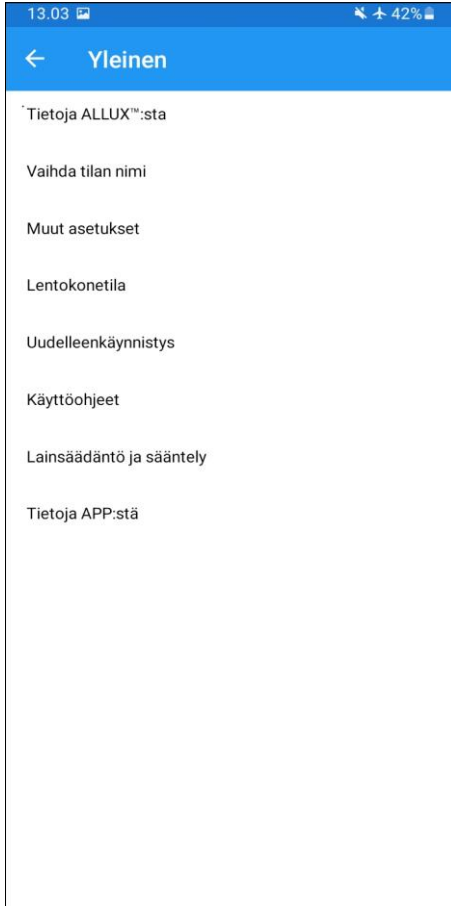 13.03 42%
Yleinen
Tietoja ALLUX™:sta
Vaihda tilan nimi
Muut asetukset
Lentokonetila
Uudelleenkäynnistys
Käyttöohjeet
Lainsäädäntö ja sääntely
Tietoja APP:stä